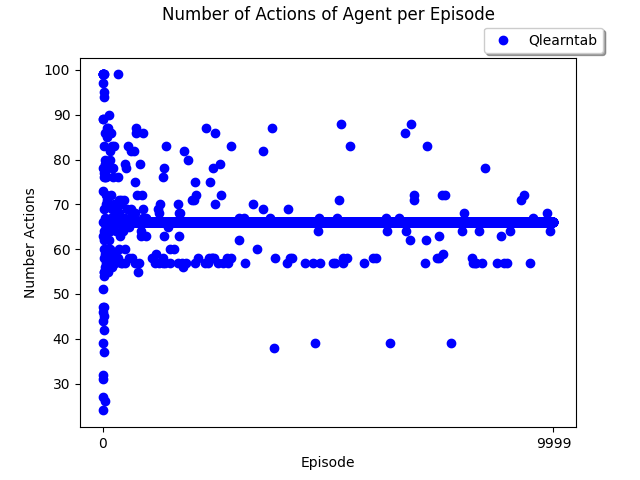 Number of Actions of Agent per Episode
Qlearntab
100
90
80
70
60
50
40
30
Number Actions
0
9999
Episode